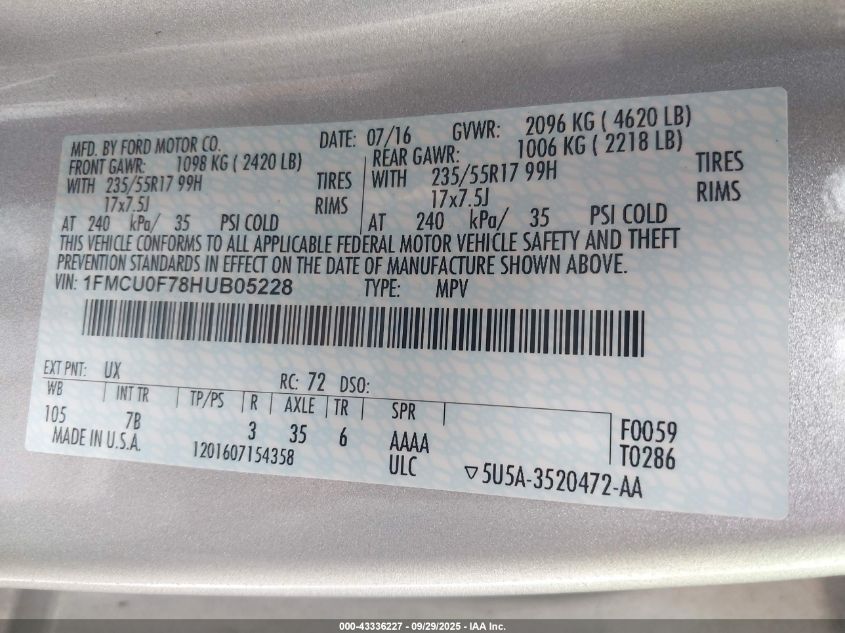 MFD. BY FORD MOTOR CO. DATE: 07/16 GVWR: 2096 KG ( 4620 LB)
FRONT GAWR: 1098 KG ( 2420 LB) REAR GAWR: 1006 KG ( 2218 LB)
WITH 235/55R17 99H TIRES WITH 235/55R17 99H TIRES
17x7.5J RIMS 17x7.5J RIMS
AT 240 kPa/ 35 PSI COLD AT 240 kPa/ 35 PSI COLD
THIS VEHICLE CONFORMS TO ALL APPLICABLE FEDERAL MOTOR VEHICLE SAFETY AND THEFT
PREVENTION STANDARDS IN EFFECT ON THE DATE OF MANUFACTURE SHOWN ABOVE.
VIN: 1FMCU0F78HUB05228 TYPE: MPV
EXT PNT: UX RC: 72 DSO:
WB INT TR TP/PS R AXLE TR SPR
105 7B 3 35 6 AAAA F0059
MADE IN U.S.A. 1201607154358 ULC T0286
▽5U5A-3520472-AA
000-43336227 - 09/29/2025 - IAA Inc.